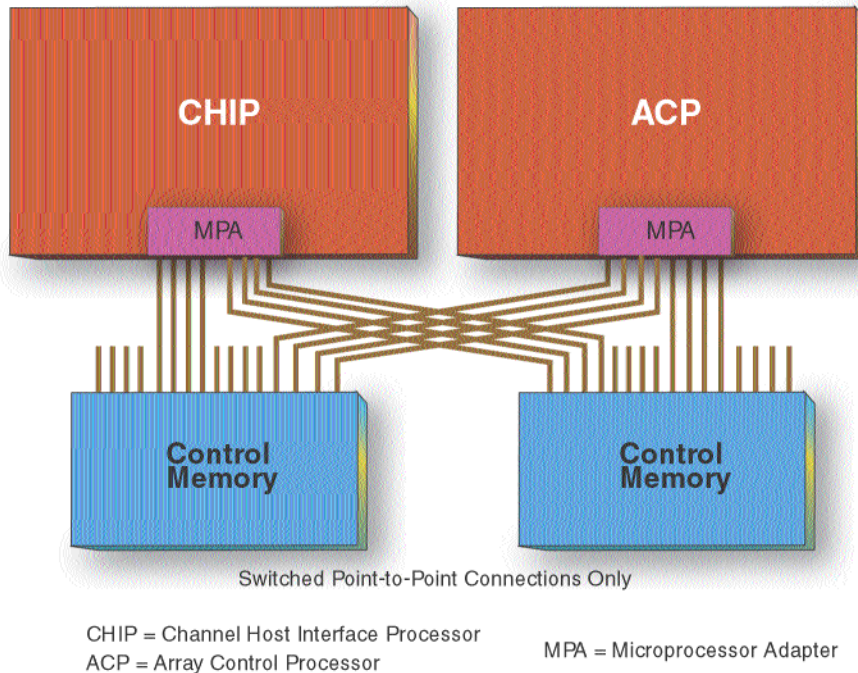 CHIP
ACP
MPA
MPA
Control
Memory
Control
Memory
Switched Point-to-Point Connections Only
CHIP = Channel Host Interface Processor
ACP = Array Control Processor
MPA = Microprocessor Adapter